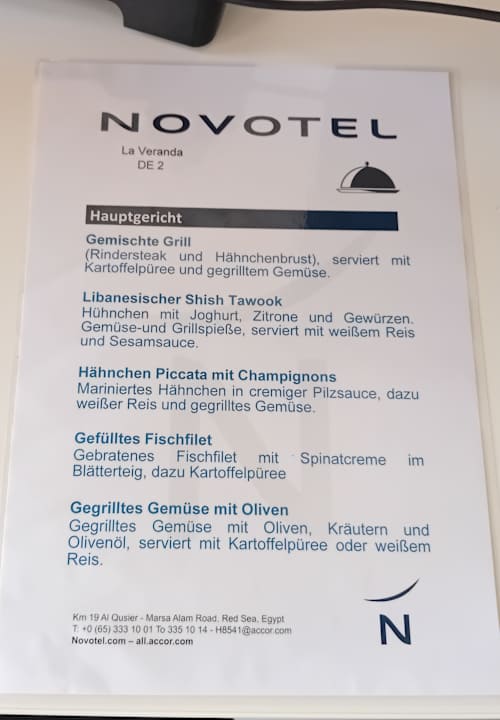 NOVOTEL
La Veranda
DE 2
Hauptgericht
Gemischte Grill
(Rindersteak und Hähnchenbrust), serviert mit
Kartoffelpüree und gegrilltem Gemüse.
Libanesischer Shish Tawook
Hühnchen mit Joghurt, Zitrone und Gewürzen.
Gemüse-und Grillspieße, serviert mit weißem Reis
und Sesamsauce.
Hähnchen Piccata mit Champignons
Mariniertes Hähnchen in cremiger Pilzsauce, dazu
weißer Reis und gegrilltes Gemüse.
Gefülltes Fischfilet
Gebratenes Fischfilet mit Spinatcreme im
Blätterteig, dazu Kartoffelpüree
Gegrilltes Gemüse mit Oliven
Gegrilltes Gemüse mit Oliven, Kräutern und
Olivenöl, serviert mit Kartoffelpüree oder weißem
Reis.
Km 19 Al Qusier - Marsa Alam Road, Red Sea, Egypt
T: +0 (65) 333 10 01 To 335 10 14 - H8541@accor.com
Novotel.com – all.accor.com
N